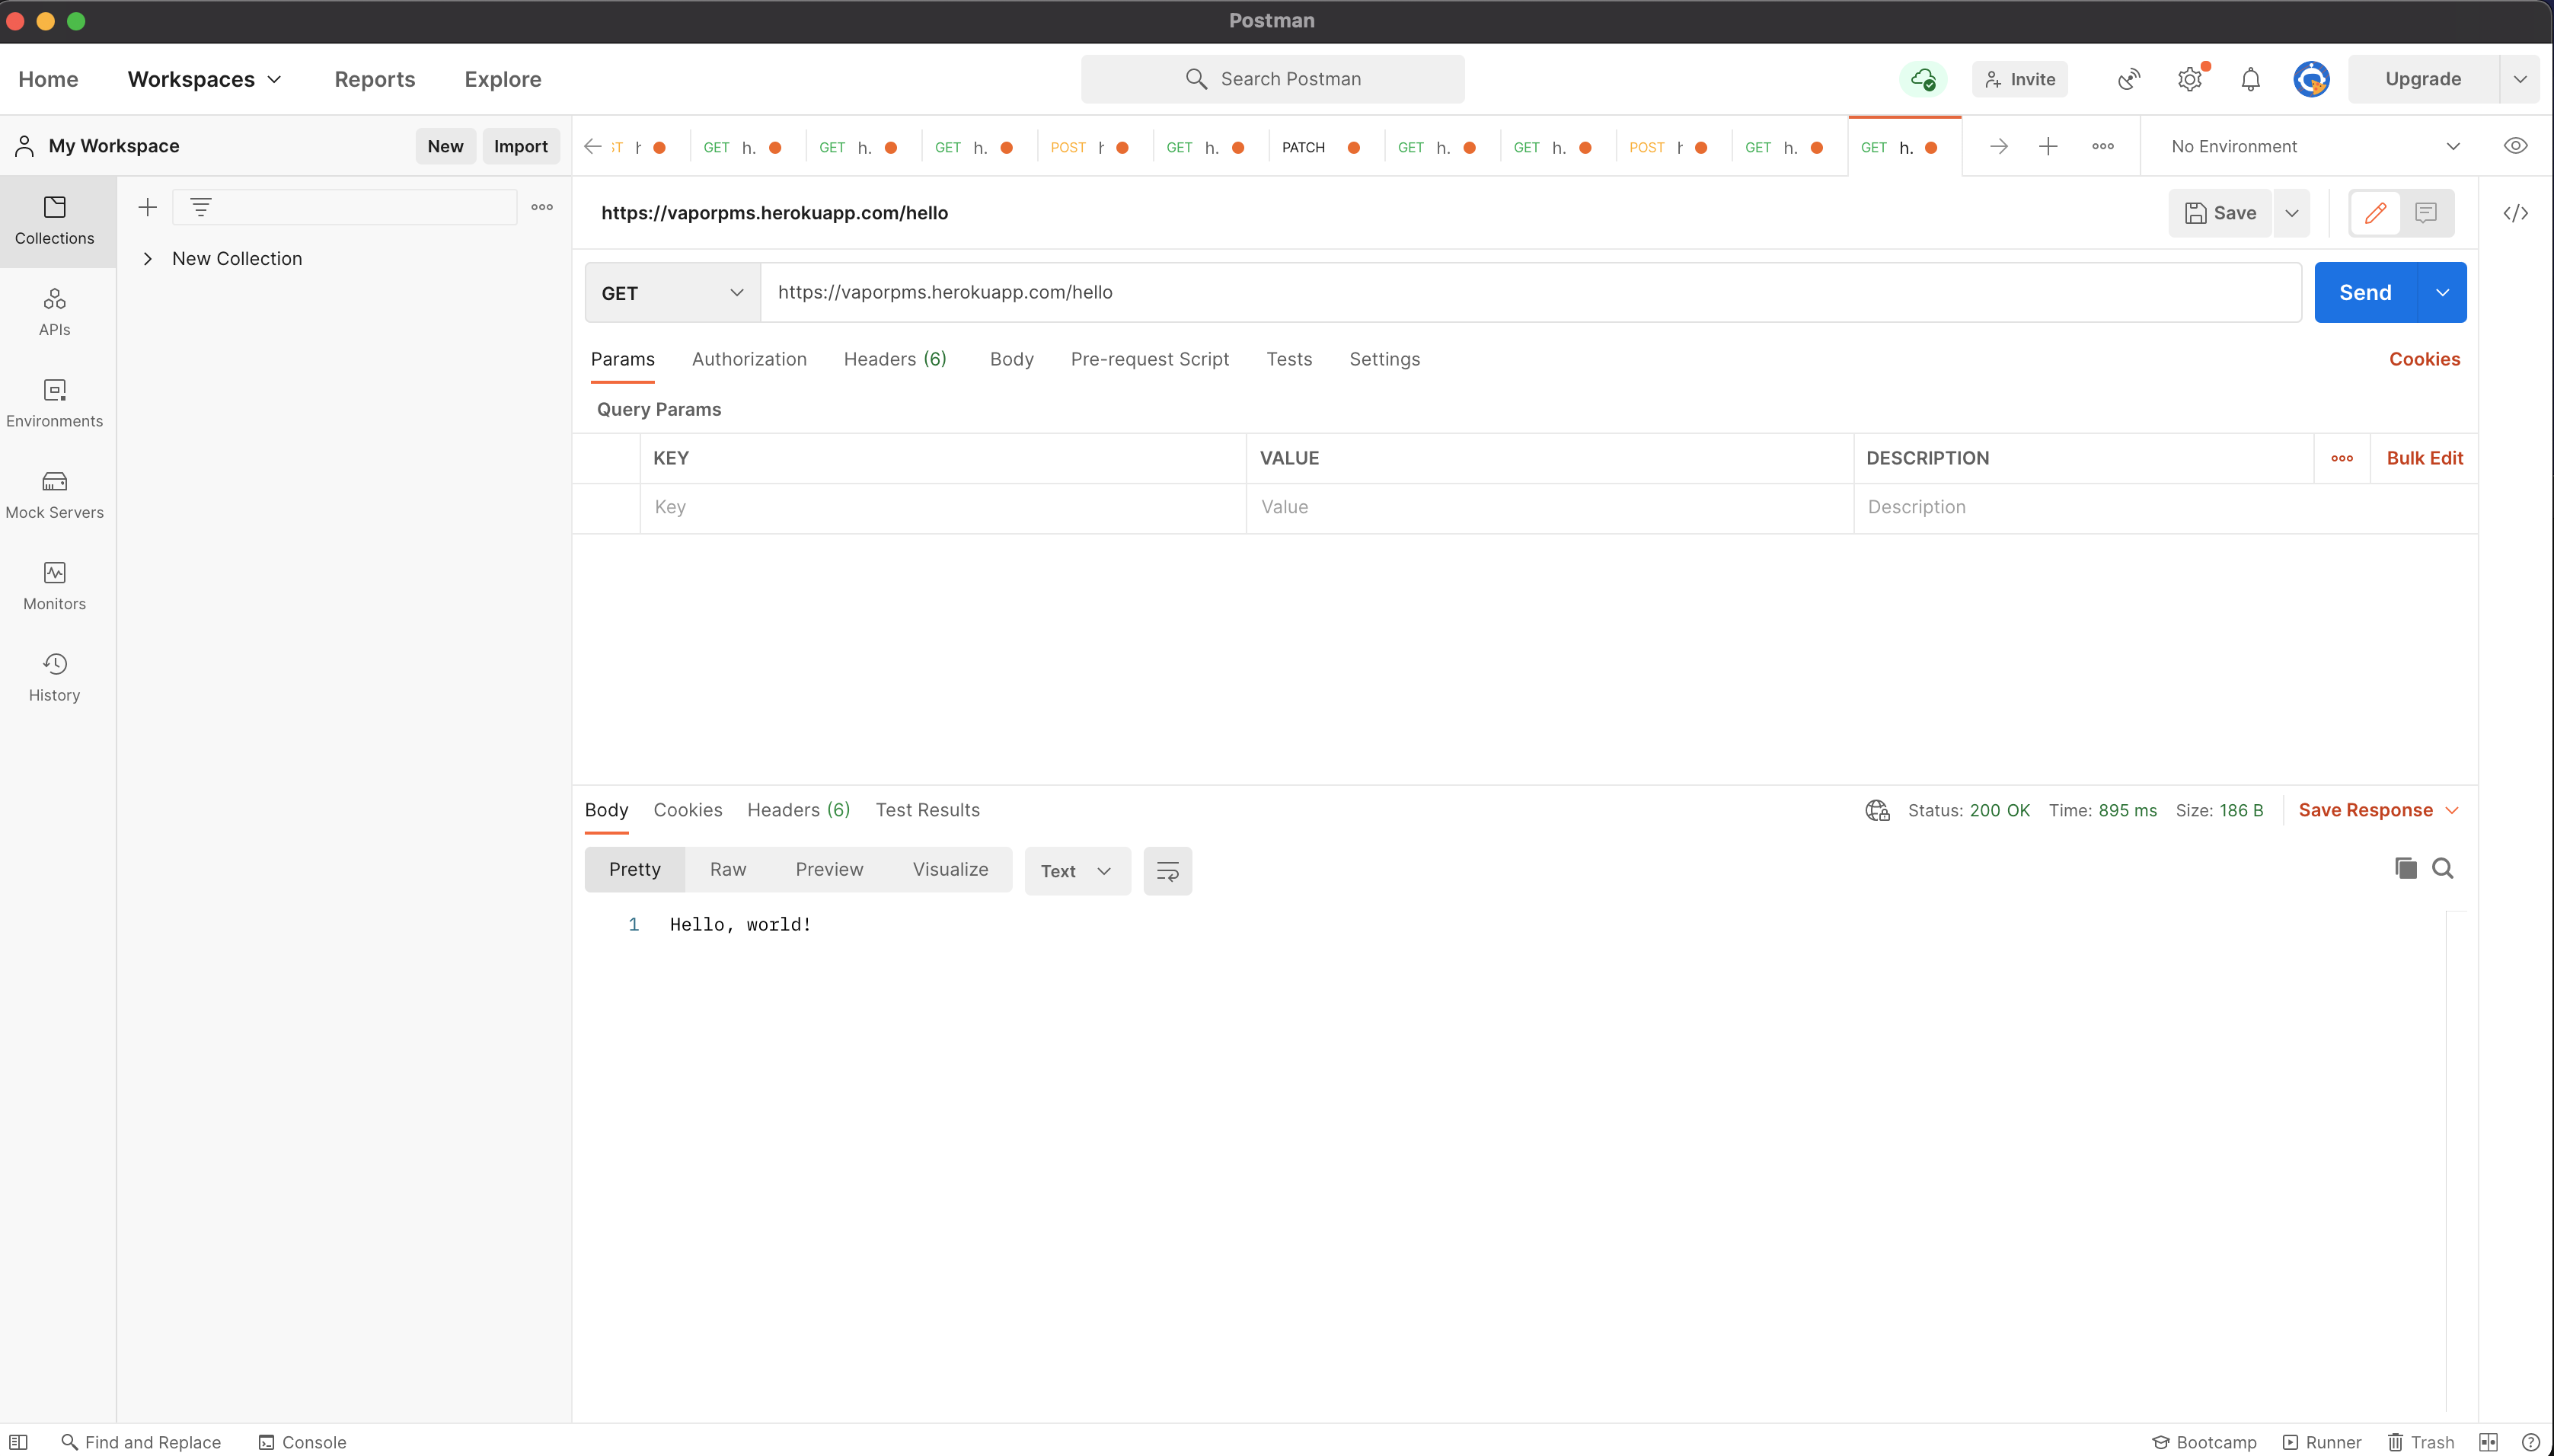 Postman
Home Workspaces Reports Explore Search Postman Invite Upgrade
My Workspace New Import GET h. GET h. GET h. POST GET h. PATCH GET h. GET h. POST GET h. GET h. No Environment
Collections
https://vaporpms.herokuapp.com/hello Save </>
New Collection
GET https://vaporpms.herokuapp.com/hello Send
APIs
Params Authorization Headers (6) Body Pre-request Script Tests Settings Cookies
Environments
Query Params
KEY VALUE DESCRIPTION Bulk Edit
Key Value Description
Mock Servers
Monitors
History
Body Cookies Headers (6) Test Results Status: 200 OK Time: 895 ms Size: 186 B Save Response
Pretty Raw Preview Visualize Text
1 Hello, world!
Find and Replace Console Bootcamp Runner Trash